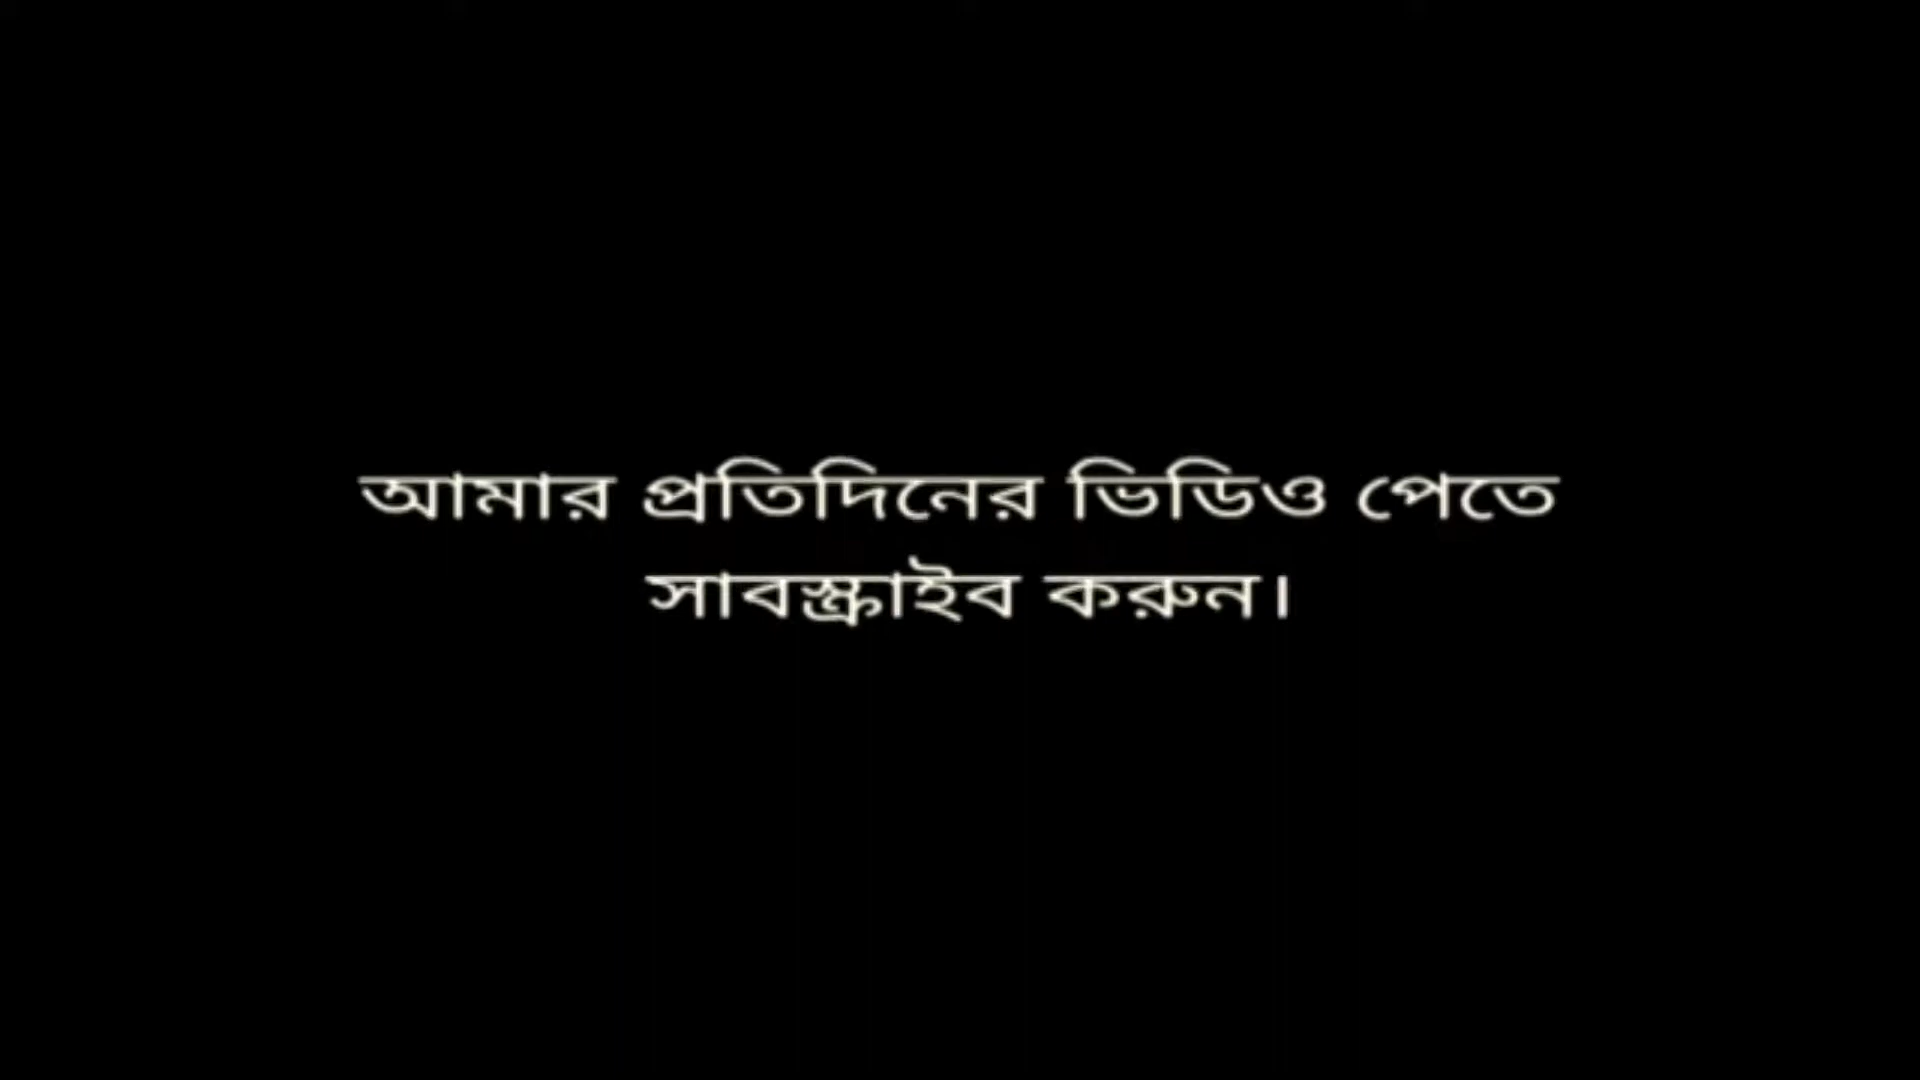 আমার প্রতিদিনের ভিডিও পেতে
সাবস্ক্রাইব করুন।